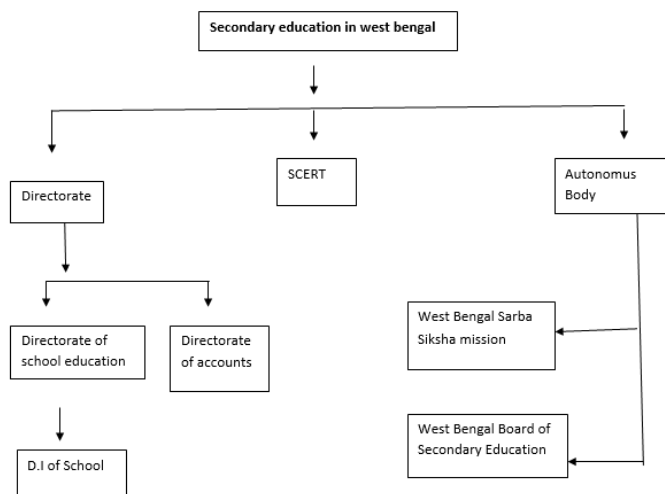 Secondary education in west bengal
SCERT
Autonomus
Body
Directorate
West Bengal Sarba
Siksha mission
Directorate of
school education
Directorate
of accounts
West Bengal Board of
Secondary Education
D.I of School